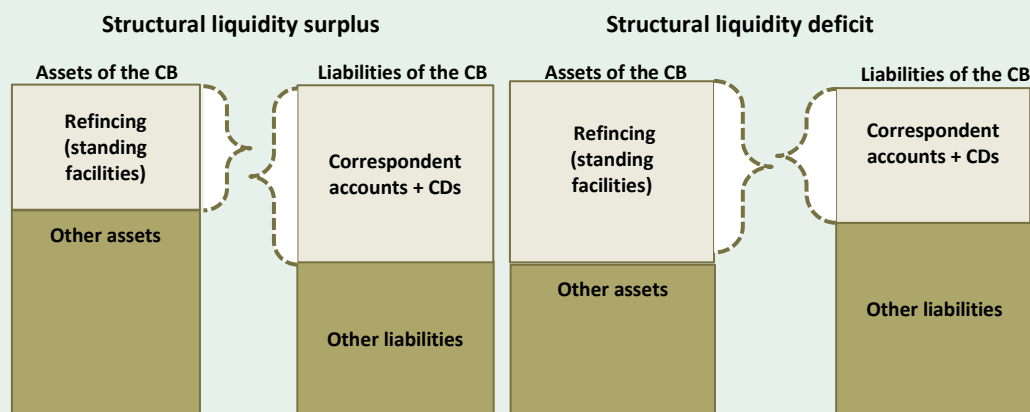 Structural liquidity surplus
Assets of the CB
Refincing
(standing
facilities)
Other assets
Liabilities of the CB
Correspondent
accounts + CDs
Other liabilities
Structural liquidity deficit
Assets of the CB
Refincing
(standing
facilities)
Other assets
Liabilities of the CB
Correspondent
accounts + CDs
Other liabilities